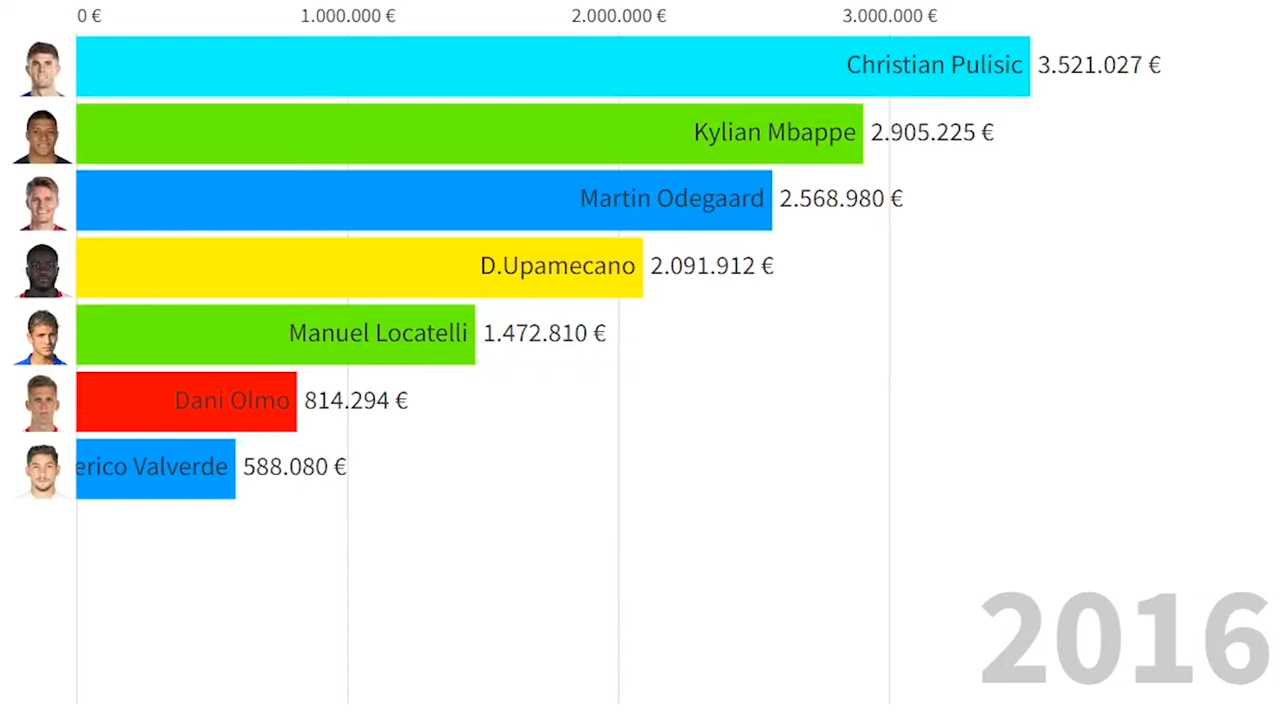 0 € 1.000.000 € 2.000.000 € 3.000.000 €
Christian Pulisic 3.521.027 €
Kylian Mbappe 2.905.225 €
Martin Odegaard 2.568.980 €
D.Upamecano 2.091.912 €
Manuel Locatelli 1.472.810 €
Dani Olmo 814.294 €
erico Valverde 588.080 €
2016